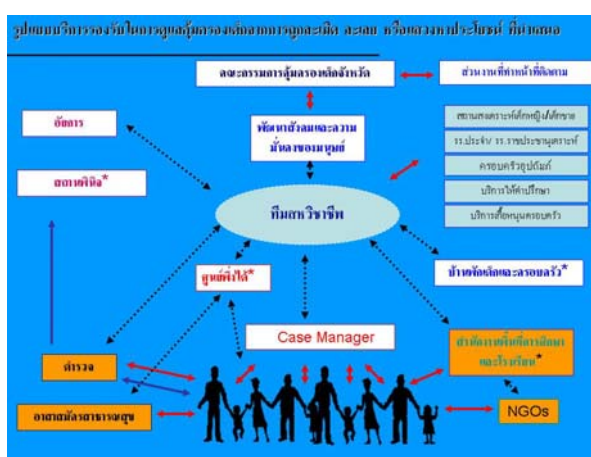 รูปแบบบริการรองรับในการดูแลคุ้มครองเด็กจากการถูกละเมิด ละเลย หรือแสวงหาประโยชน์ ที่นำเสนอ
คณะกรรมการคุ้มครองเด็กจังหวัด
ส่วนงานที่ทำหน้าที่ติดตาม
อัยการ
พัฒนาสังคมและความ
มั่นคงของมนุษย์
สถานสงเคราะห์เด็กหญิง/เด็กชาย
รร.ประจำ/ รร.ราชประชานุเคราะห์
ครอบครัวอุปถัมภ์
บริการให้คำปรึกษา
บริการเกื้อหนุนครอบครัว
สถานพินิจ*
ทีมสหวิชาชีพ
ศูนย์พึ่งได้*
บ้านพักเด็กและครอบครัว*
Case Manager
สำนักงานพื้นที่การศึกษา
และโรงเรียน*
ตำรวจ
อาสาสมัครสาธารณสุข
NGOs